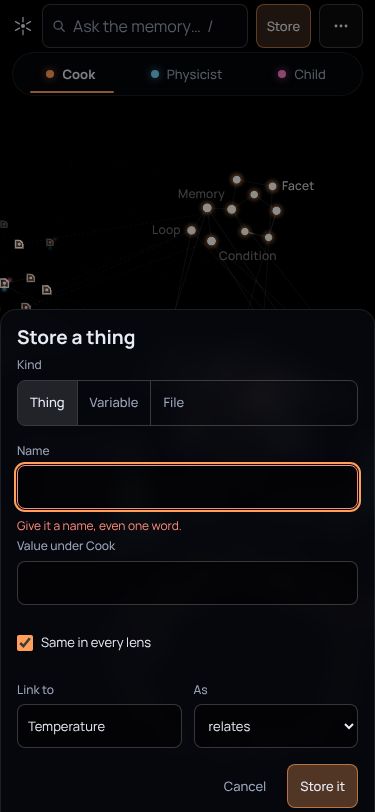 Ask the memory... /
Store
...
Cook
Physicist
Child
Memory
Facet
Loop
Condition
Store a thing
Kind
Thing
Variable
File
Name
Give it a name, even one word.
Value under Cook
Same in every lens
Link to
As
Temperature
relates
Cancel
Store it